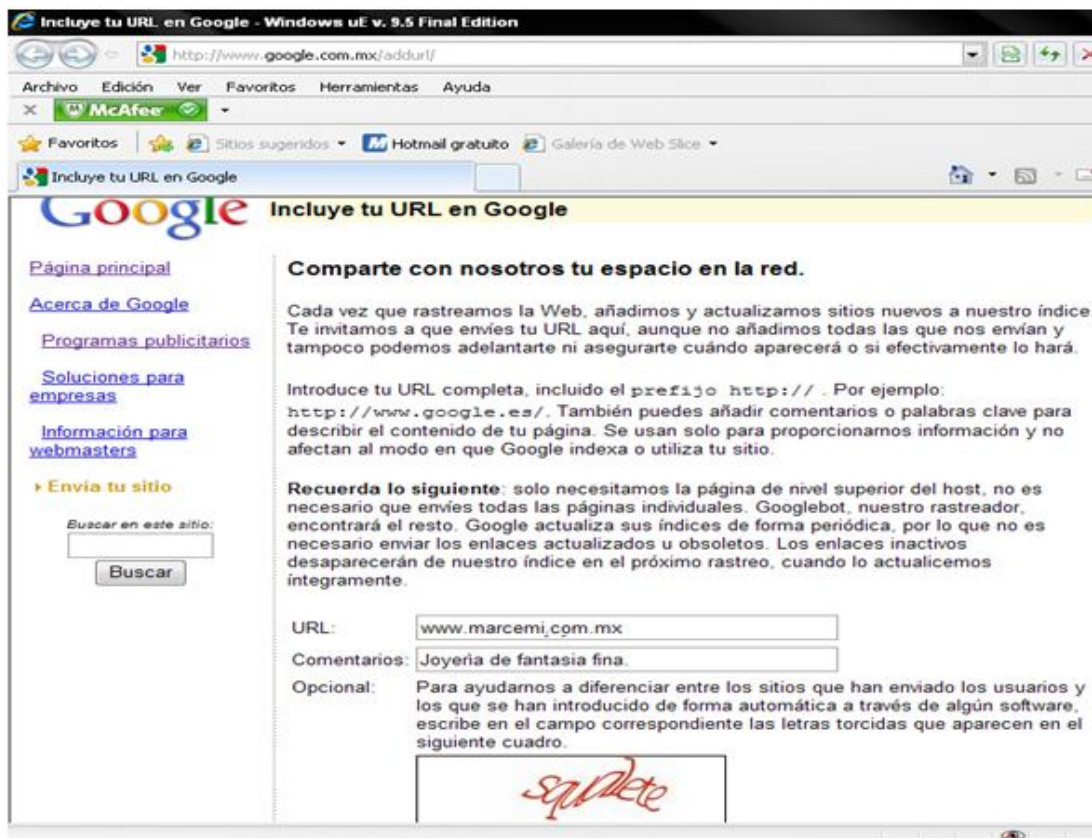 Incluye tu URL en Google - Windows uE v. 9.5 Final Edition
http://www.google.com.mx/addurl/
Archivo Edición Ver Favoritos Herramientas Ayuda
McAfee
Favoritos Sitios sugeridos Hotmail gratuito Galería de Web Slice
Incluye tu URL en Google
Google Incluye tu URL en Google
Página principal
Acerca de Google
Programas publicitarios
Soluciones para
empresas
Información para
webmasters
Envía tu sitio
Buscar en este sitio:
Buscar
Comparte con nosotros tu espacio en la red.
Cada vez que rastreamos la Web, añadimos y actualizamos sitios nuevos a nuestro índice.
Te invitamos a que envíes tu URL aquí, aunque no añadimos todas las que nos envían y
tampoco podemos adelantarte ni asegurarte cuándo aparecerá o si efectivamente lo hará.
Introduce tu URL completa, incluido el prefijo http:// . Por ejemplo:
http://www.google.es/. También puedes añadir comentarios o palabras clave para
describir el contenido de tu página. Se usan solo para proporcionarnos información y no
afectan al modo en que Google indexa o utiliza tu sitio.
Recuerda lo siguiente: solo necesitamos la página de nivel superior del host, no es
necesario que envíes todas las páginas individuales. Googlebot, nuestro rastreador,
encontrará el resto. Google actualiza sus índices de forma periódica, por lo que no es
necesario enviar los enlaces actualizados u obsoletos. Los enlaces inactivos
desaparecerán de nuestro índice en el próximo rastreo, cuando lo actualicemos
íntegramente.
URL: www.marcemi.com.mx
Comentarios: Joyería de fantasia fina.
Opcional: Para ayudarnos a diferenciar entre los sitios que han enviado los usuarios y
los que se han introducido de forma automática a través de algún software,
escribe en el campo correspondiente las letras torcidas que aparecen en el
siguiente cuadro.